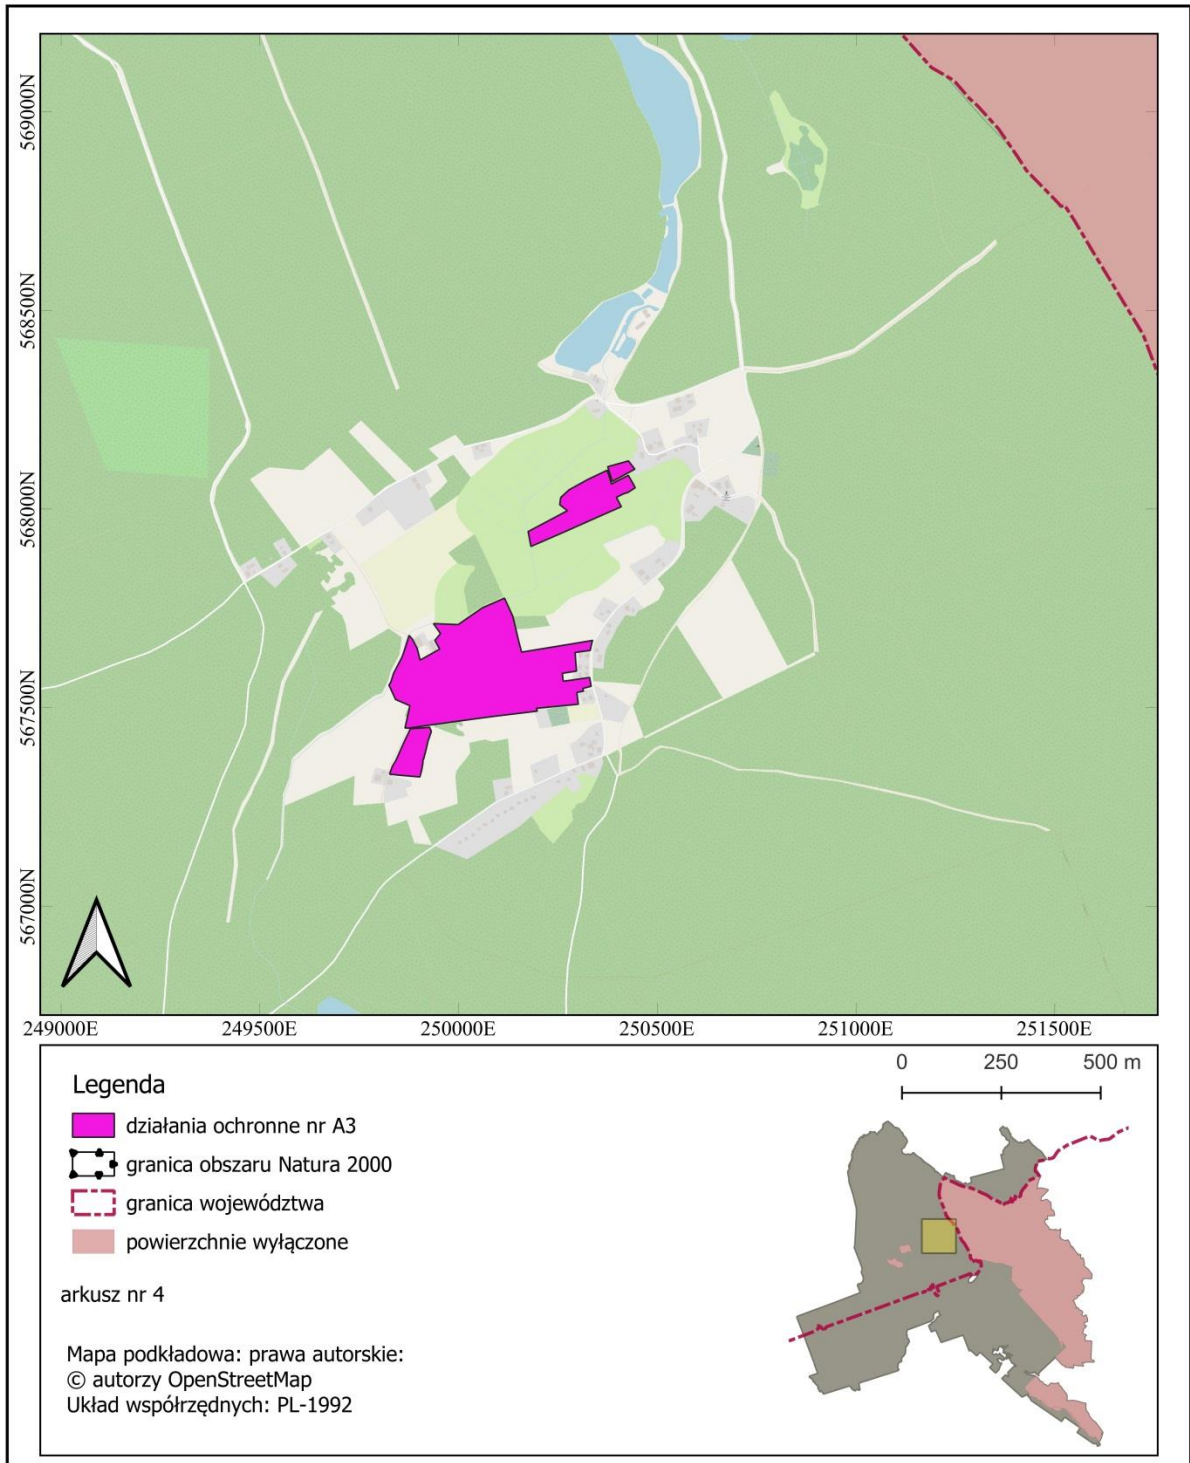 569000N
568500N
568000N
567500N
567000N
249000E 249500E 250000E 250500E 251000E 251500E
Legenda
działania ochronne nr A3
granica obszaru Natura 2000
granica województwa
powierzchnie wyłączone
arkusz nr 4
Mapa podkładowa: prawa autorskie:
© autorzy OpenStreetMap
Układ współrzędnych: PL-1992
0 250 500 m